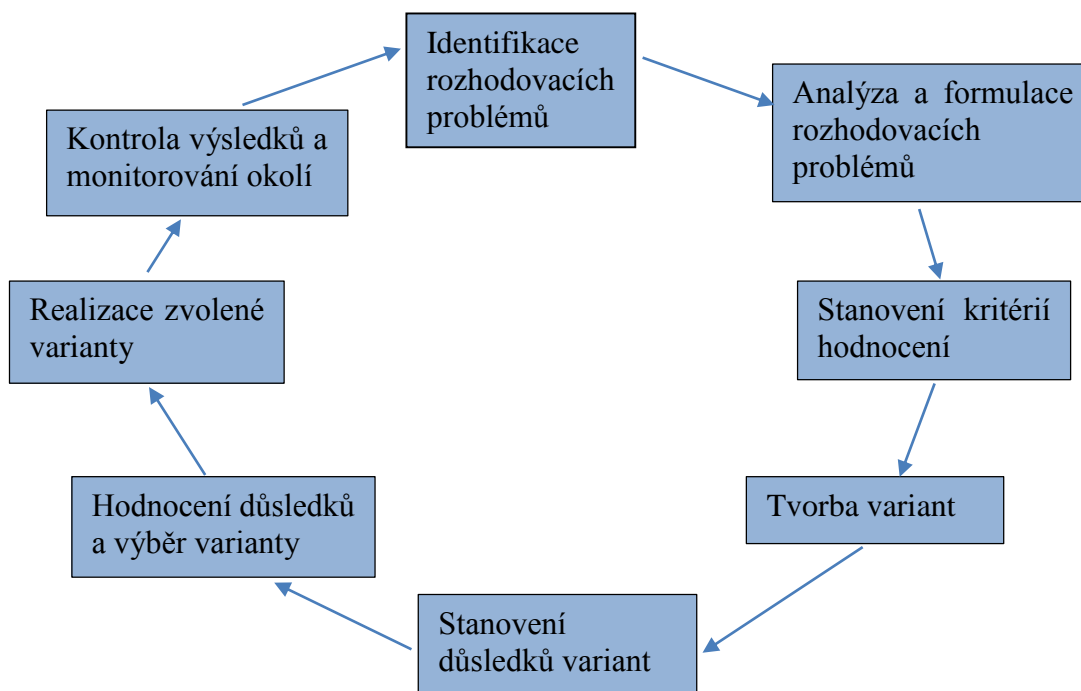 Identifikace
rozhodovacích
problémů
Analýza a formulace
rozhodovacích
problémů
Stanovení kritérií
hodnocení
Tvorba variant
Stanovení
důsledků variant
Hodnocení důsledků
a výběr varianty
Realizace zvolené
varianty
Kontrola výsledků a
monitorování okolí